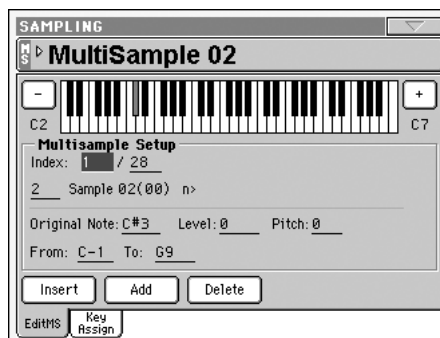 SAMPLING
MS MultiSample 02
- +
C2 C7
Multisample Setup
Index: 1 / 28
2 Sample 02(00) n>
Original Note: C#3 Level: 0 Pitch: 0
From: C-1 To: G9
Insert Add Delete
EditMS Key Assign